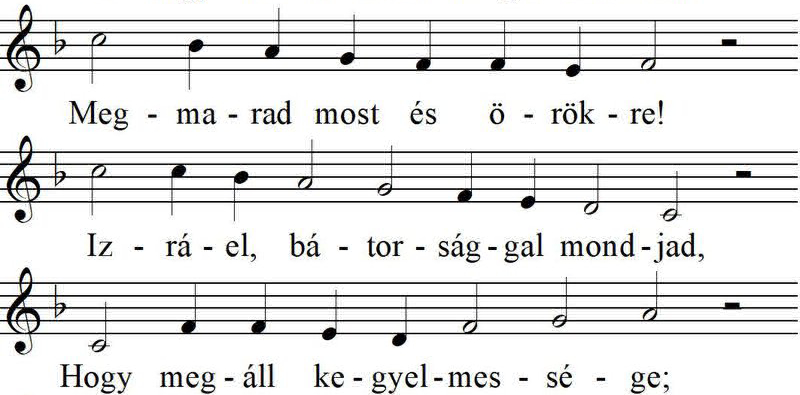 Meg - ma - rad most és ö - rök - re!
Iz - rá - el, bá - tor - ság - gal mond - jad,
Hogy meg - áll ke - gyel - mes - sé - ge;